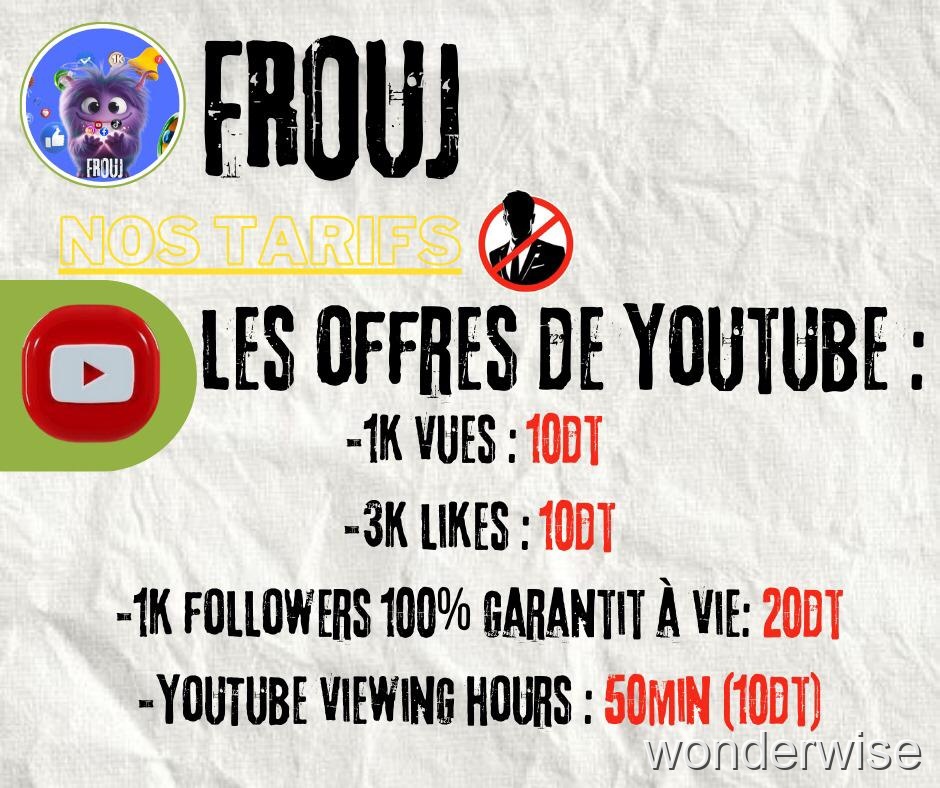 1K
FROUJ
FROUJ
NOS TARIFS
LES OFFRES DE YOUTUBE :
-1K VUES : 10DT
-3K LIKES : 10DT
-1K FOLLOWERS 100% GARANTIT À VIE: 20DT
-YOUTUBE VIEWING HOURS : 50MIN (10DT)
wonderwise